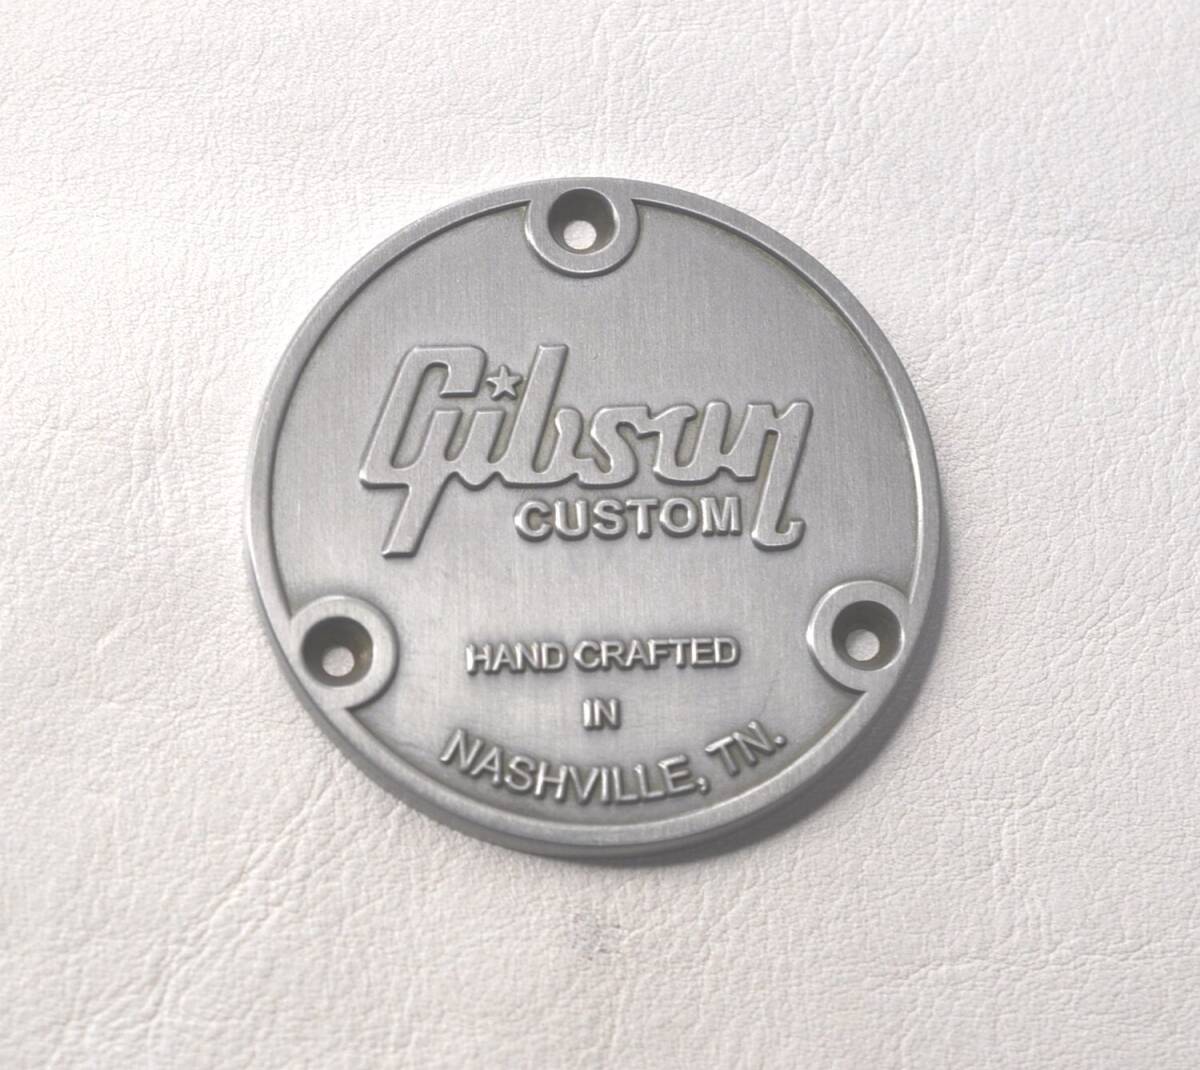 Gibson
CUSTOM
HAND CRAFTED
IN
NASHVILLE, TN.